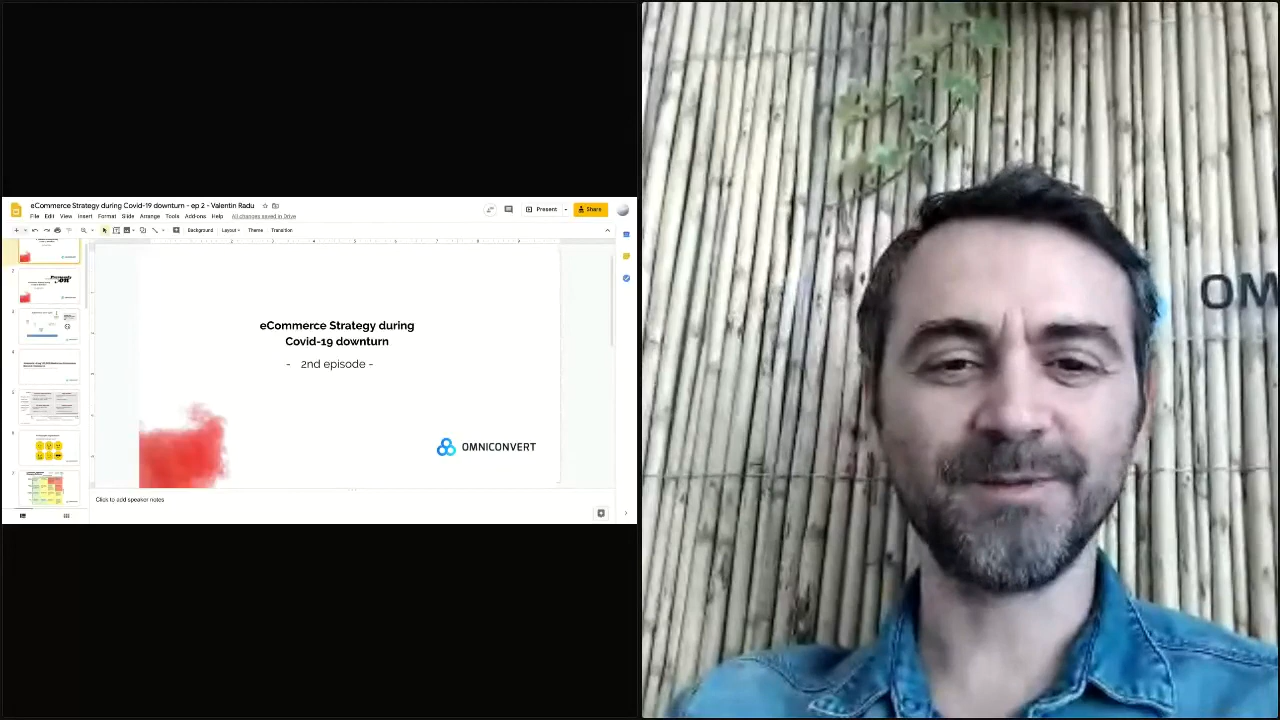 eCommerce Strategy during Covid-19 downturn - ep 2 - Valentin Radu
File Edit View Insert Format Slide Arrange Tools Add-ons Help All changes saved in Drive
Present
Share
Background Layout Theme Transition
eCommerce Strategy during
Covid-19 downturn
- 2nd episode -
OMNICONVERT
Click to add speaker notes
OM